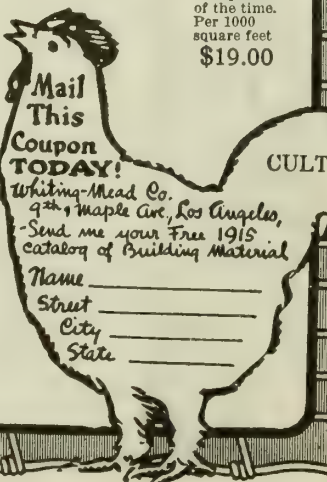 of the time.
Per 1000
square feet
$19.00
Mail
This
Coupon
TODAY!
Whiting-Mead Co.
9th, Maple Ave, Los Angeles,
-Send me your Free 1915
Catalog of Building Material
Name
Street
City
State
CULT